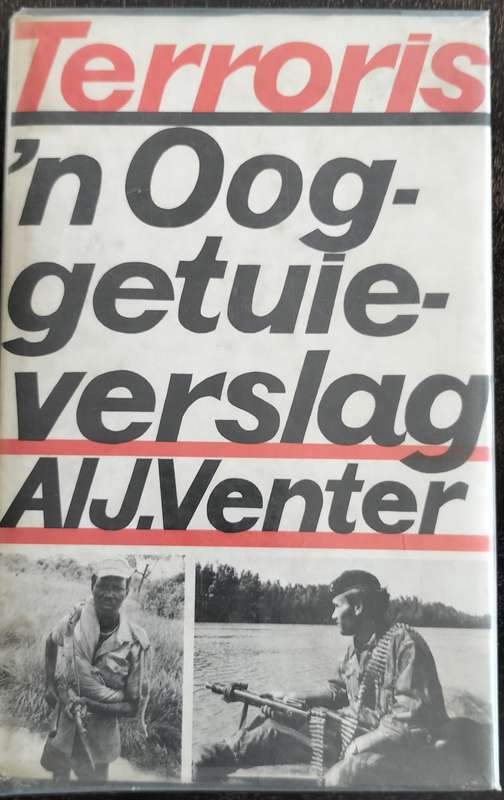 Terroris
'n Oog-
getuie-
verslag
Al J. Venter